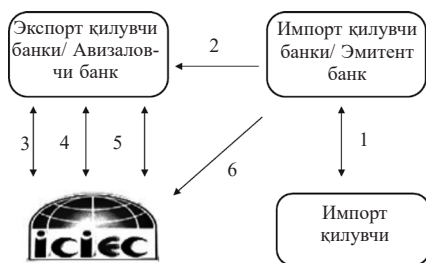 Экспорт қилувчи
банки/ Авизалов-
чи банк
2
Импорт қилувчи
банки/ Эмитент
банк
3
4
5
6
1
iCiEC
Импорт
қилувчи